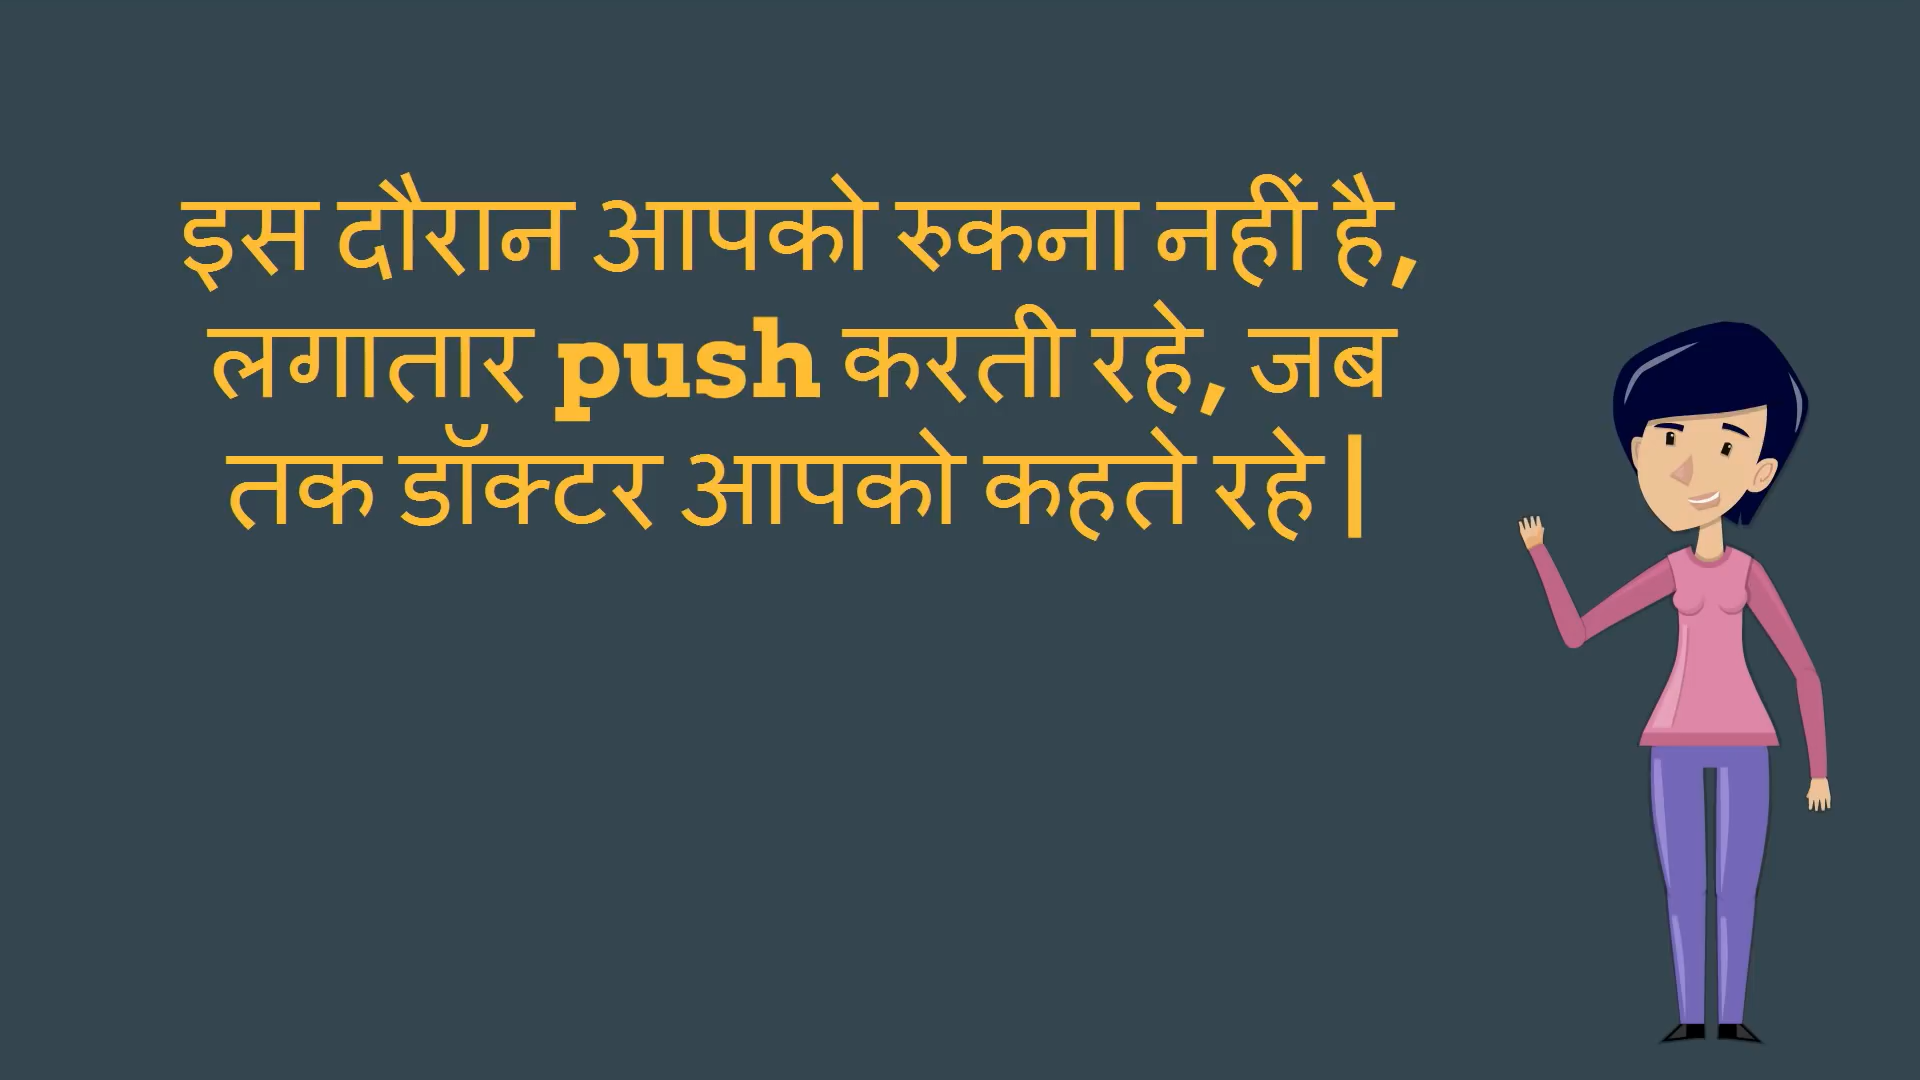 इस दौरान आपको रुकना नहीं है,
लगातार push करती रहे, जब
तक डॉक्टर आपको कहते रहे |